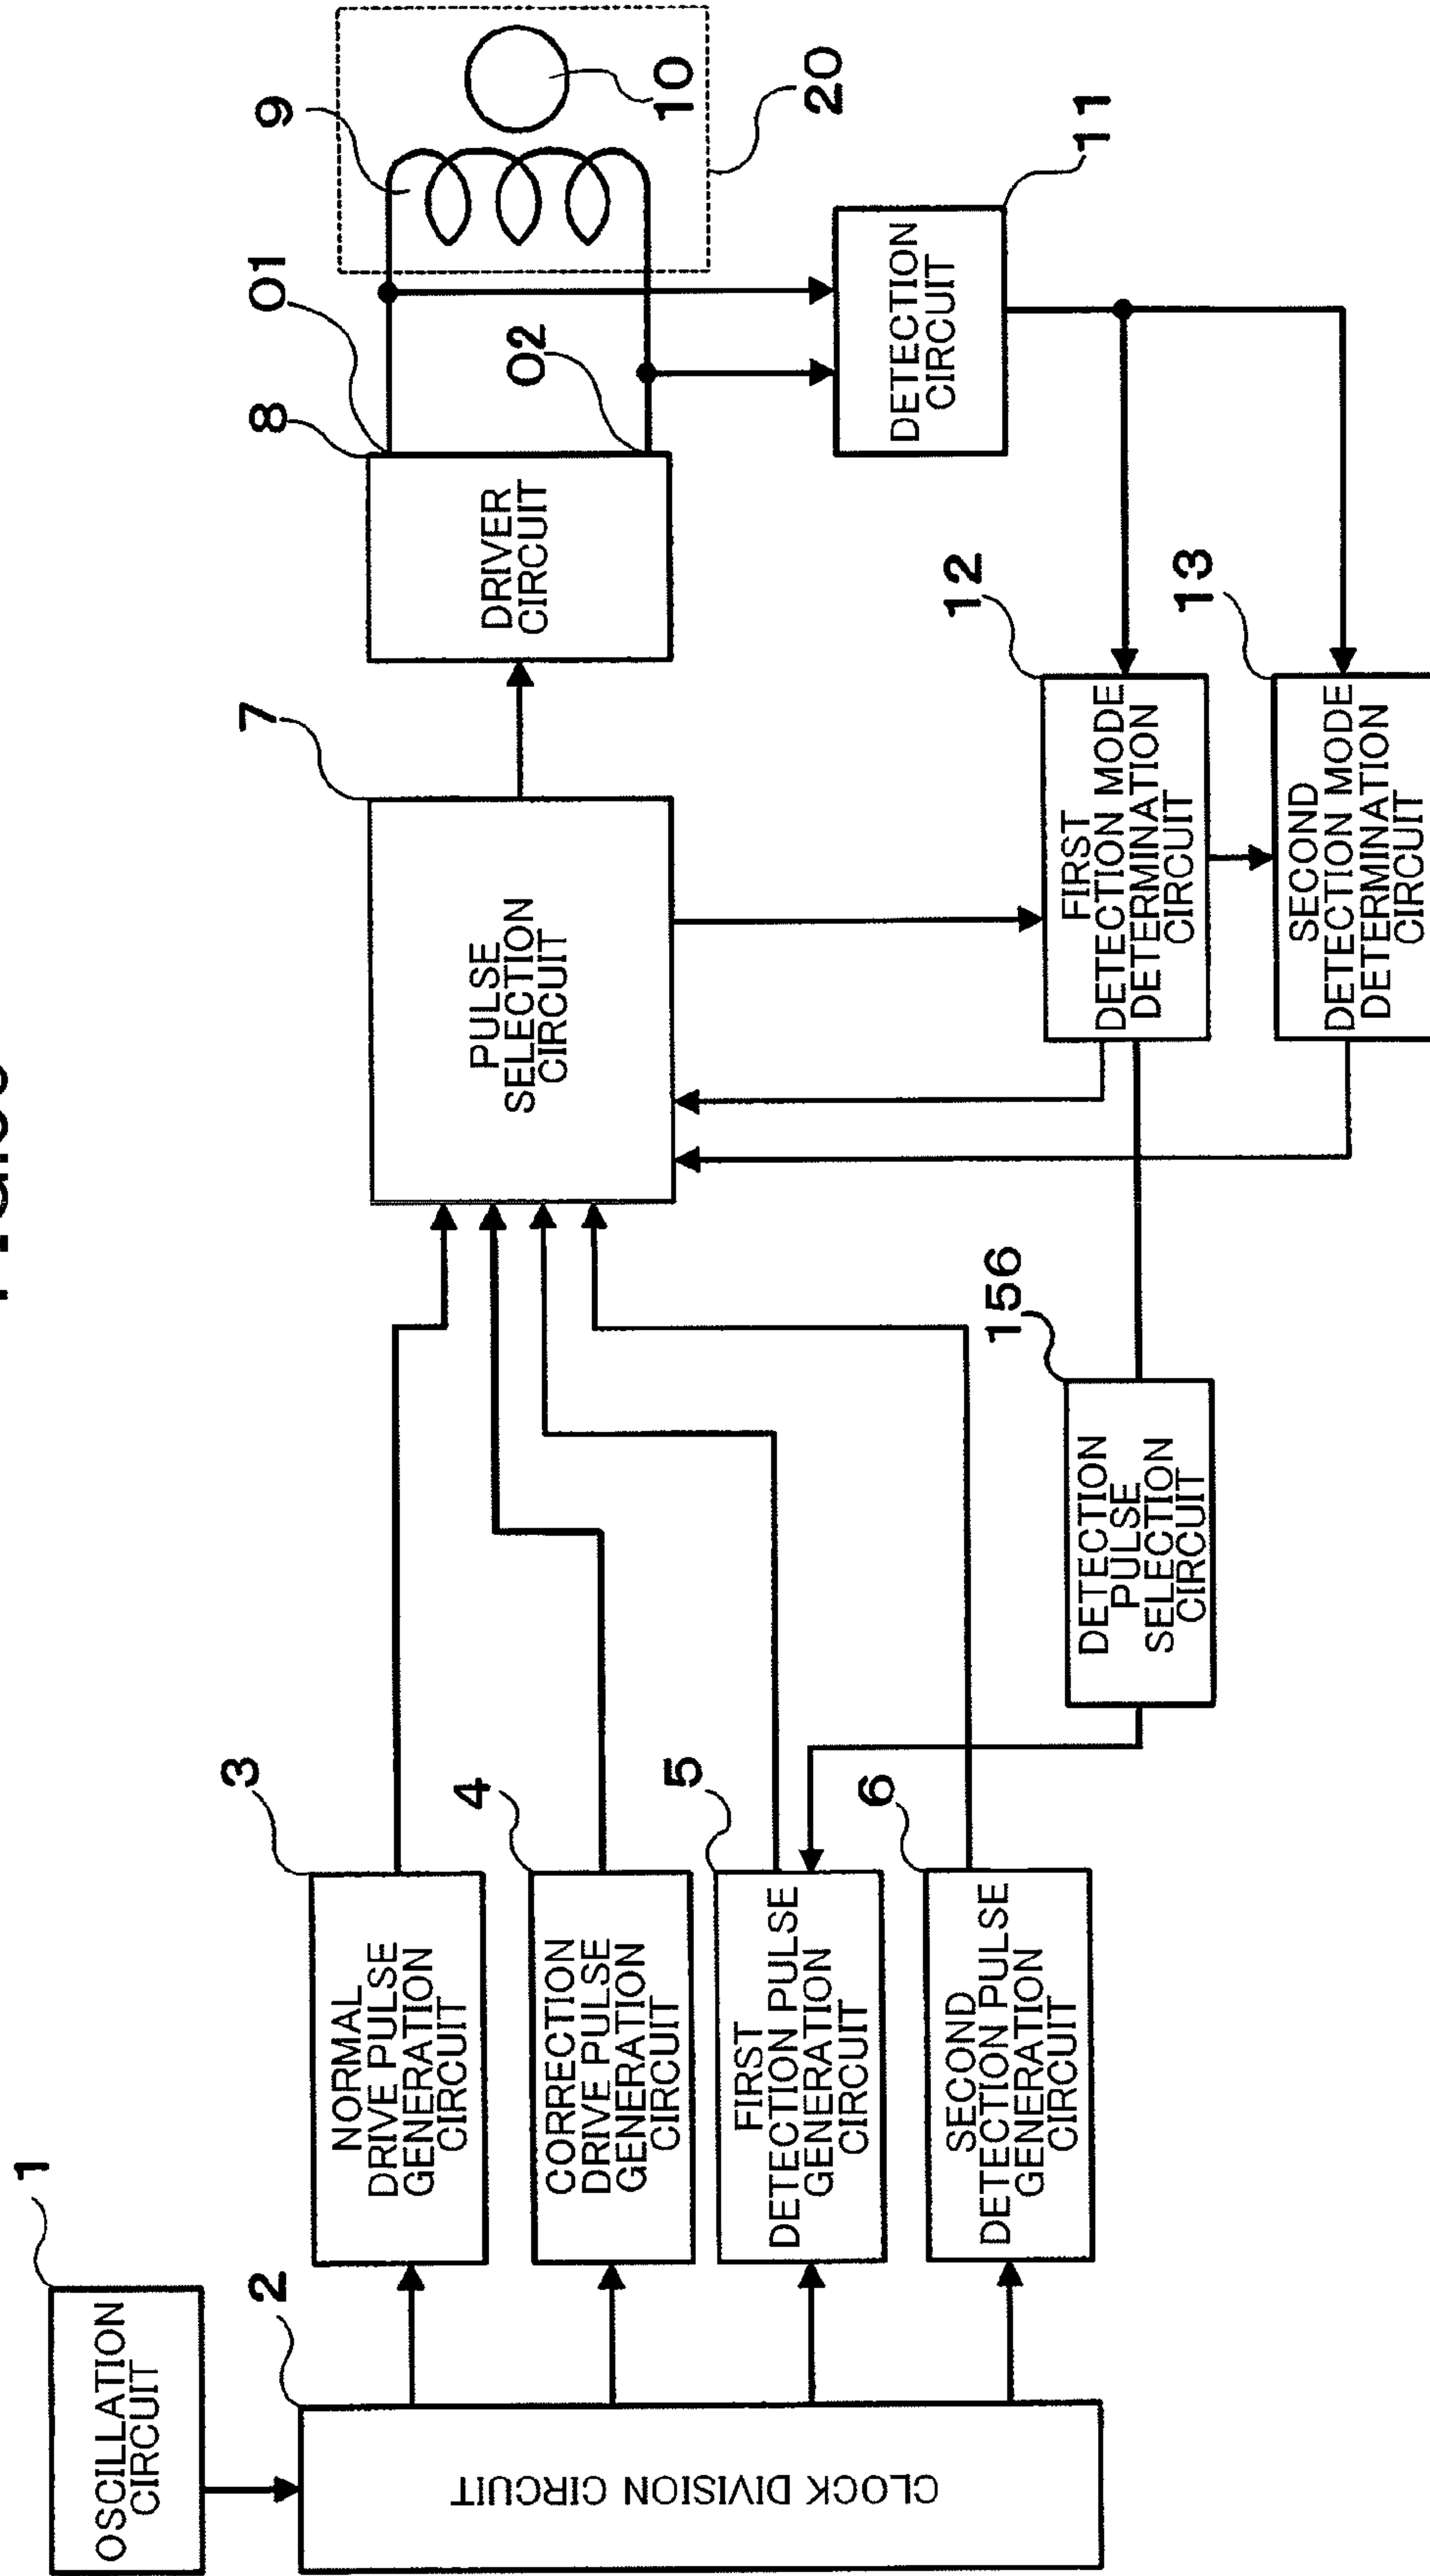 1
OSCILLATION
CIRCUIT
2
CLOCK DIVISION CIRCUIT
3
NORMAL
DRIVE PULSE
GENERATION
CIRCUIT
4
CORRECTION
DRIVE PULSE
GENERATION
CIRCUIT
5
FIRST
DETECTION PULSE
GENERATION
CIRCUIT
6
SECOND
DETECTION PULSE
GENERATION
CIRCUIT
156
DETECTION
PULSE
SELECTION
CIRCUIT
7
PULSE
SELECTION
CIRCUIT
8
DRIVER
CIRCUIT
O1
O2
9
10
20
11
DETECTION
CIRCUIT
12
FIRST
DETECTION MODE
DETERMINATION
CIRCUIT
13
SECOND
DETECTION MODE
DETERMINATION
CIRCUIT